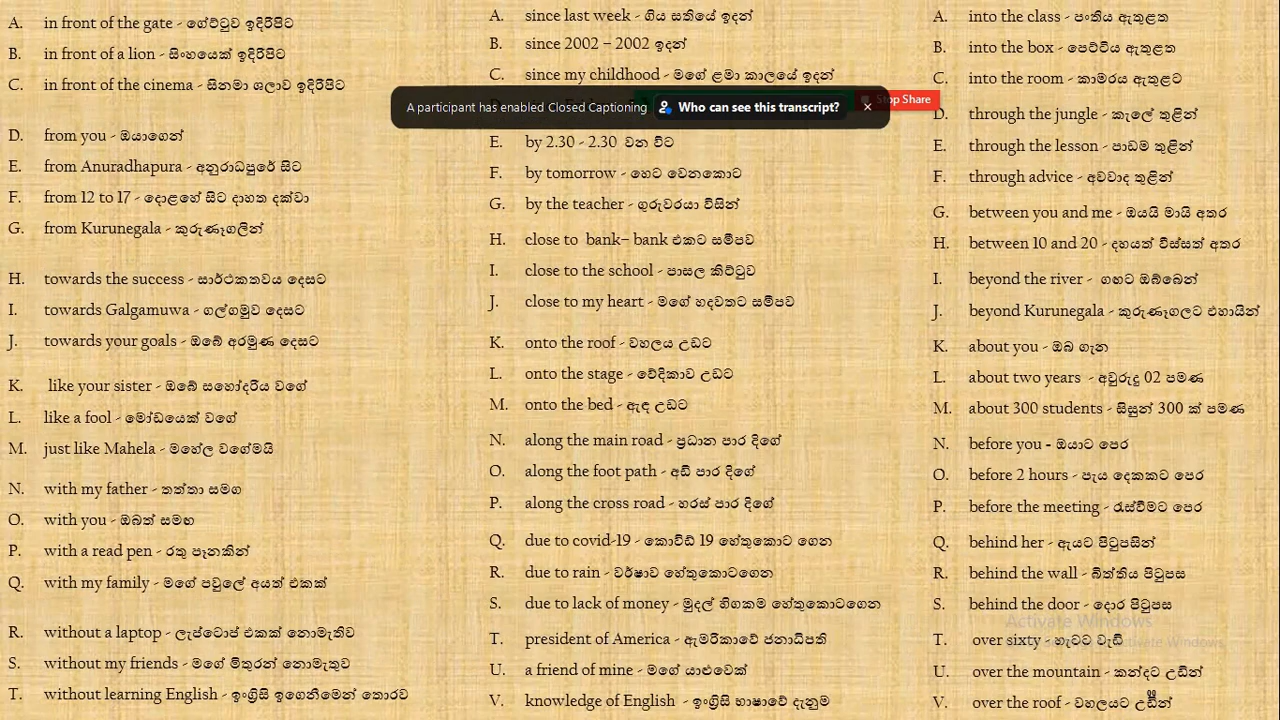 A. in front of the gate - ගේට්ටුව ඉදිරිපිට
B. in front of a lion - සිංහයෙක් ඉදිරිපිට
C. in front of the cinema - සිනමා ශලාව ඉදිරිපිට
D. from you - ඔයාගෙන්
E. from Anuradhapura - අනුරාධපුරේ සිට
F. from 12 to 17 - දොළහේ සිට දාහත දක්වා
G. from Kurunegala - කුරුණෑගලින්
H. towards the success - සාර්ථකත්වය දෙසට
I. towards Galgamuwa - ගල්ගමුව දෙසට
J. towards your goals - ඔබේ අරමුණ දෙසට
K. like your sister - ඔබේ සහෝදරිය වගේ
L. like a fool - මෝඩයෙක් වගේ
M. just like Mahela - මහේල වගේමයි
N. with my father - තත්තා සමග
O. with you - ඔබත් සමඟ
P. with a read pen - රතු පෑනකින්
Q. with my family - මගේ පවුලේ අයත් එකක්
R. without a laptop - ලැප්ටොප් එකක් නොමැතිව
S. without my friends - මගේ මිතුරන් නොමැතුව
T. without learning English - ඉංග්‍රිසි ඉගෙනීමෙන් තොරව
A. since last week - ගිය සතියේ ඉදන්
B. since 2002 – 2002 ඉදන්
C. since my childhood - මගේ ළමා කාලයේ ඉදන්
A participant has enabled Closed Captioning Who can see this transcript? ×
Stop Share
E. by 2.30 - 2.30 වන විට
F. by tomorrow - හෙට වෙනකොට
G. by the teacher - ගුරුවරයා විසින්
H. close to bank– bank එකට සමීපව
I. close to the school - පාසල කිට්ටුව
J. close to my heart - මගේ හදවතට සමීපව
K. onto the roof - වහලය උඩට
L. onto the stage - වේදිකාව උඩට
M. onto the bed - ඇඳ උඩට
N. along the main road - ප්‍රධාන පාර දිගේ
O. along the foot path - අඩි පාර දිගේ
P. along the cross road - හරස් පාර දිගේ
Q. due to covid-19 - කොවිඩ් 19 හේතුකොට ගෙන
R. due to rain - වර්ෂාව හේතුකොටගෙන
S. due to lack of money - මුදල් හිගකම හේතුකොටගෙන
T. president of America - ඇමරිකාවේ ජනාධිපති
U. a friend of mine - මගේ යාළුවෙක්
V. knowledge of English - ඉංග්‍රිසි භාෂාවේ දැනුම
A. into the class - පංතිය ඇතුළත
B. into the box - පෙට්ටිය ඇතුළත
C. into the room - කාමරය ඇතුළට
D. through the jungle - කැලේ තුළින්
E. through the lesson - පාඩම තුළින්
F. through advice - අවවාද තුළින්
G. between you and me - ඔයයි මායි අතර
H. between 10 and 20 - දහයත් විස්සත් අතර
I. beyond the river - ගඟට ඔබ්බෙන්
J. beyond Kurunegala - කුරුණෑගලට එහායින්
K. about you - ඔබ ගැන
L. about two years - අවුරුදු 02 පමණ
M. about 300 students - සිසුන් 300 ක් පමණ
N. before you - ඔයාට පෙර
O. before 2 hours - පැය දෙකකට පෙර
P. before the meeting - රැස්වීමට පෙර
Q. behind her - ඇයට පිටුපසින්
R. behind the wall - බිත්තිය පිටුපස
S. behind the door - දොර පිටුපස
Activate Windows
T. over sixty - හැටට වැඩි
U. over the mountain - කන්දට උඩින්
V. over the roof - වහලයට උඩින්